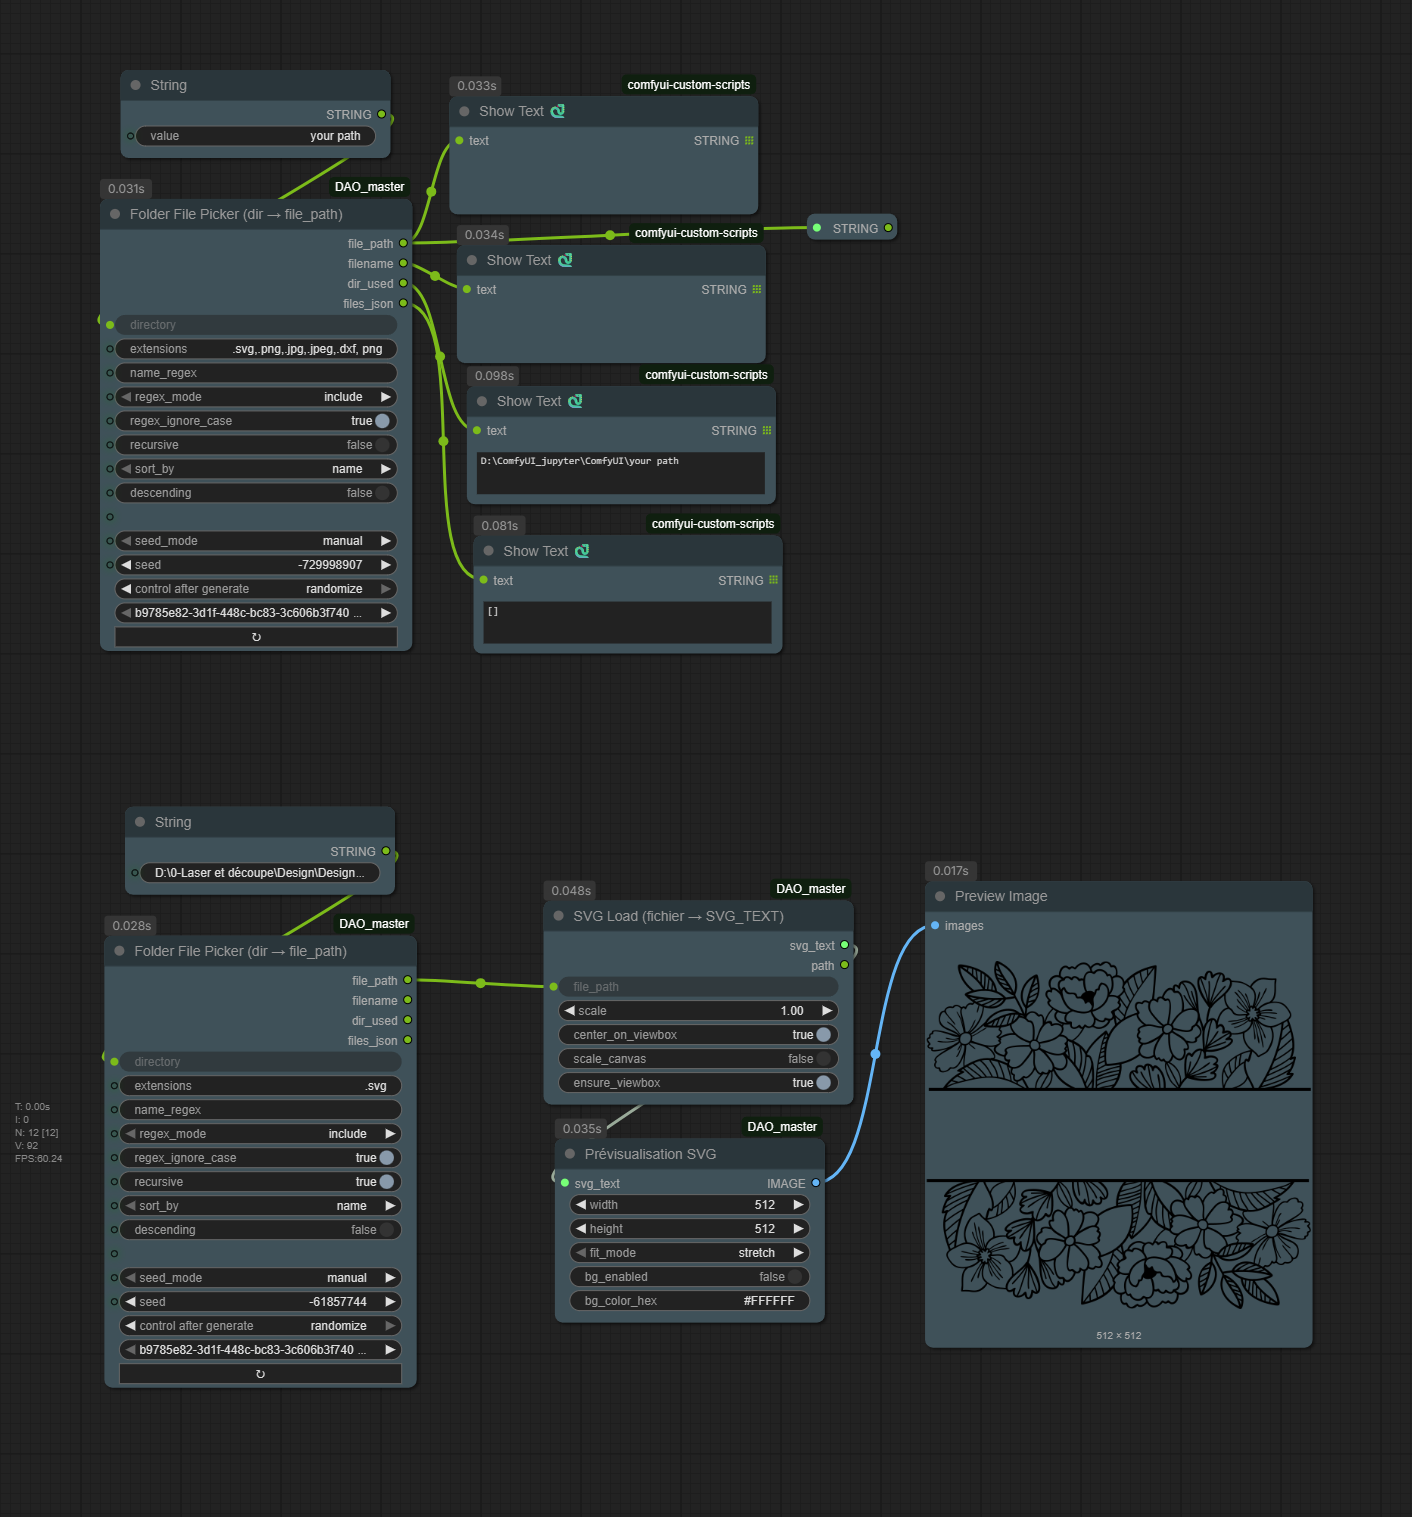 String
STRING
value your path
0.031s DAO_master
Folder File Picker (dir → file_path)
file_path
filename
dir_used
files_json
directory
extensions .svg,.png,.jpg,.jpeg,.dxf, png
name_regex
regex_mode include
regex_ignore_case true
recursive false
sort_by name
descending false
seed_mode manual
seed -729998907
control after generate randomize
b9785e82-3d1f-448c-bc83-3c606b3f740 ...
0.033s comfyui-custom-scripts
Show Text
text STRING
0.034s comfyui-custom-scripts
Show Text
text STRING
STRING
0.098s comfyui-custom-scripts
Show Text
text STRING
D:\ComfyUI_jupyter\ComfyUI\your path
0.081s comfyui-custom-scripts
Show Text
text STRING
[]
String
STRING
D:\0-Laser et découpe\Design\Design...
0.028s DAO_master
Folder File Picker (dir → file_path)
file_path
filename
dir_used
files_json
directory
extensions .svg
name_regex
regex_mode include
regex_ignore_case true
recursive true
sort_by name
descending false
seed_mode manual
seed -61857744
control after generate randomize
b9785e82-3d1f-448c-bc83-3c606b3f740 ...
T: 0.00s
I: 0
N: 12 [12]
V: 92
FPS:60.24
0.048s DAO_master
SVG Load (fichier → SVG_TEXT)
svg_text
path
file_path
scale 1.00
center_on_viewbox true
scale_canvas false
ensure_viewbox true
0.035s DAO_master
Prévisualisation SVG
svg_text IMAGE
width 512
height 512
fit_mode stretch
bg_enabled false
bg_color_hex #FFFFFF
0.017s
Preview Image
images
512 × 512